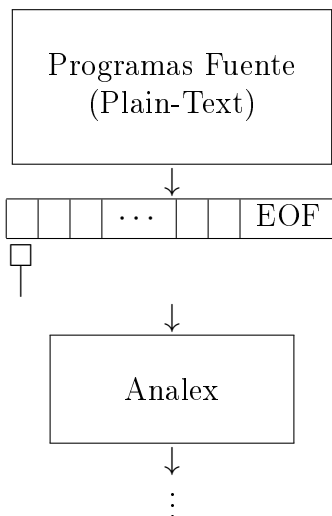 Programas Fuente
(Plain-Text)
... EOF
Analex